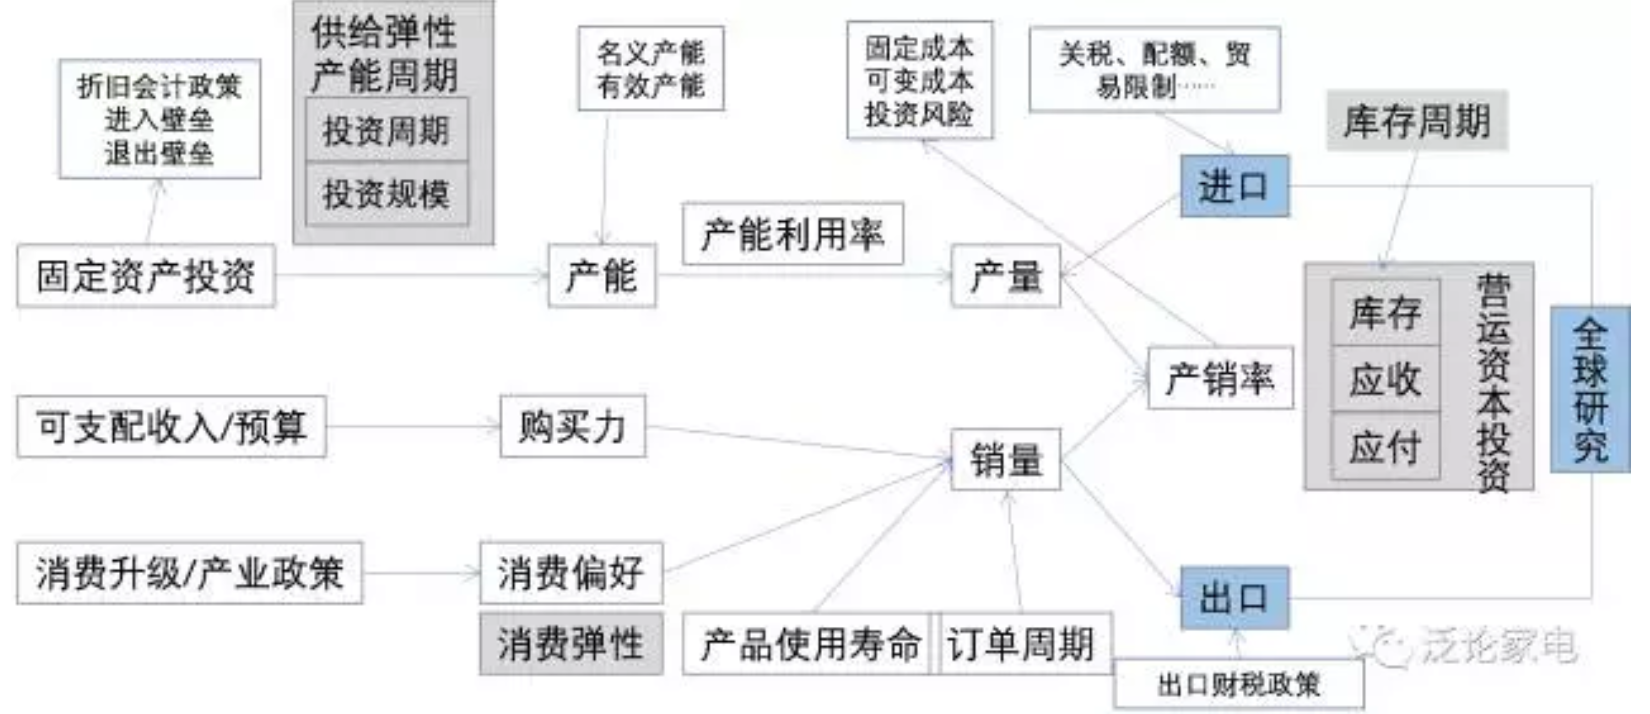 供给弹性
产能周期
投资周期
投资规模
折旧会计政策
进入壁垒
退出壁垒
名义产能
有效产能
固定成本
可变成本
投资风险
关税、配额、贸
易限制……
库存周期
进口
固定资产投资
产能
产能利用率
产量
产销率
库存
应收
应付
营运资本投资
全球研究
可支配收入/预算
购买力
销量
消费升级/产业政策
消费偏好
消费弹性
产品使用寿命
订单周期
出口
出口财税政策
泛论家电